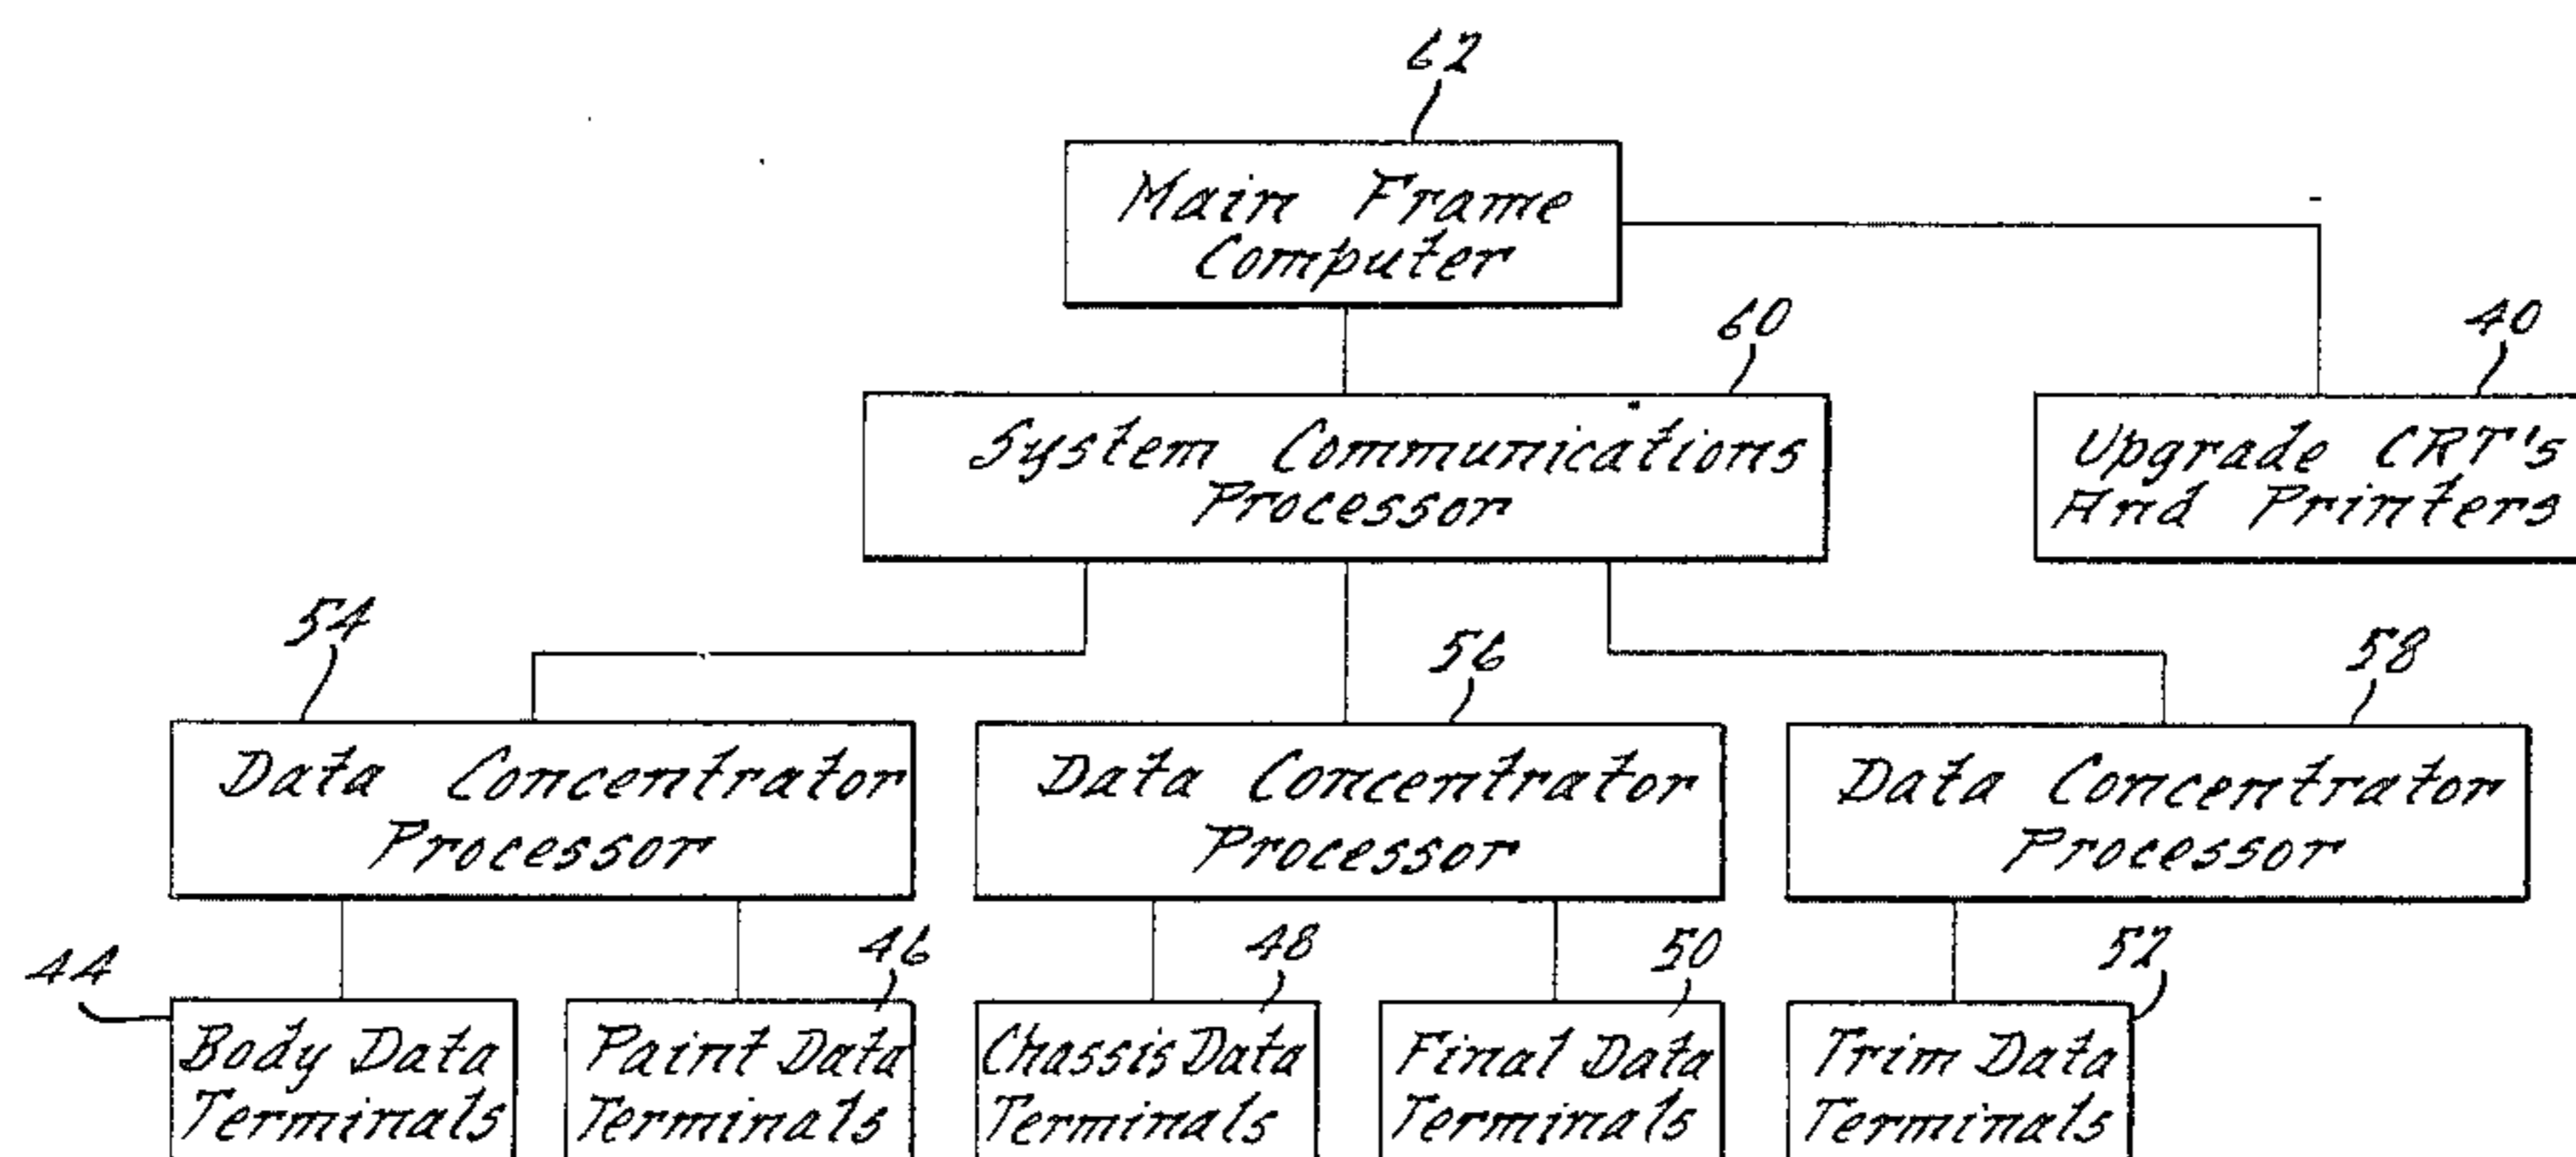 62
Main Frame
Computer
60
40
System Communications
Processor
Upgrade CRT's
And Printers
54
56
58
Data Concentrator
Processor
Data Concentrator
Processor
Data Concentrator
Processor
44
46
48
50
52
Body Data
Terminals
Paint Data
Terminals
Chassis Data
Terminals
Final Data
Terminals
Trim Data
Terminals